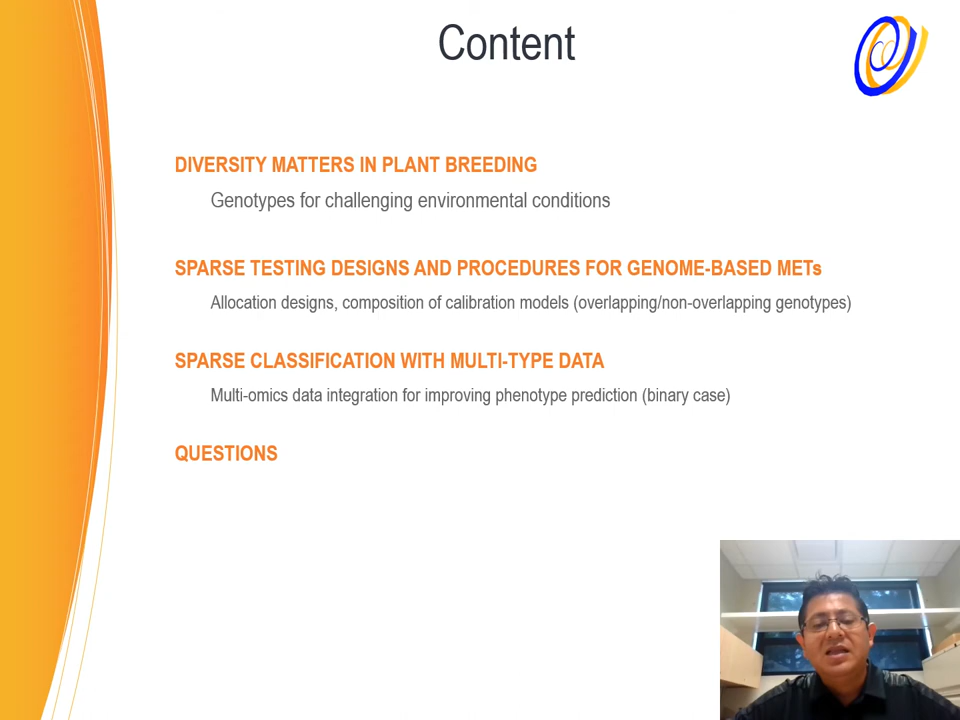 Content
DIVERSITY MATTERS IN PLANT BREEDING
Genotypes for challenging environmental conditions
SPARSE TESTING DESIGNS AND PROCEDURES FOR GENOME-BASED METs
Allocation designs, composition of calibration models (overlapping/non-overlapping genotypes)
SPARSE CLASSIFICATION WITH MULTI-TYPE DATA
Multi-omics data integration for improving phenotype prediction (binary case)
QUESTIONS